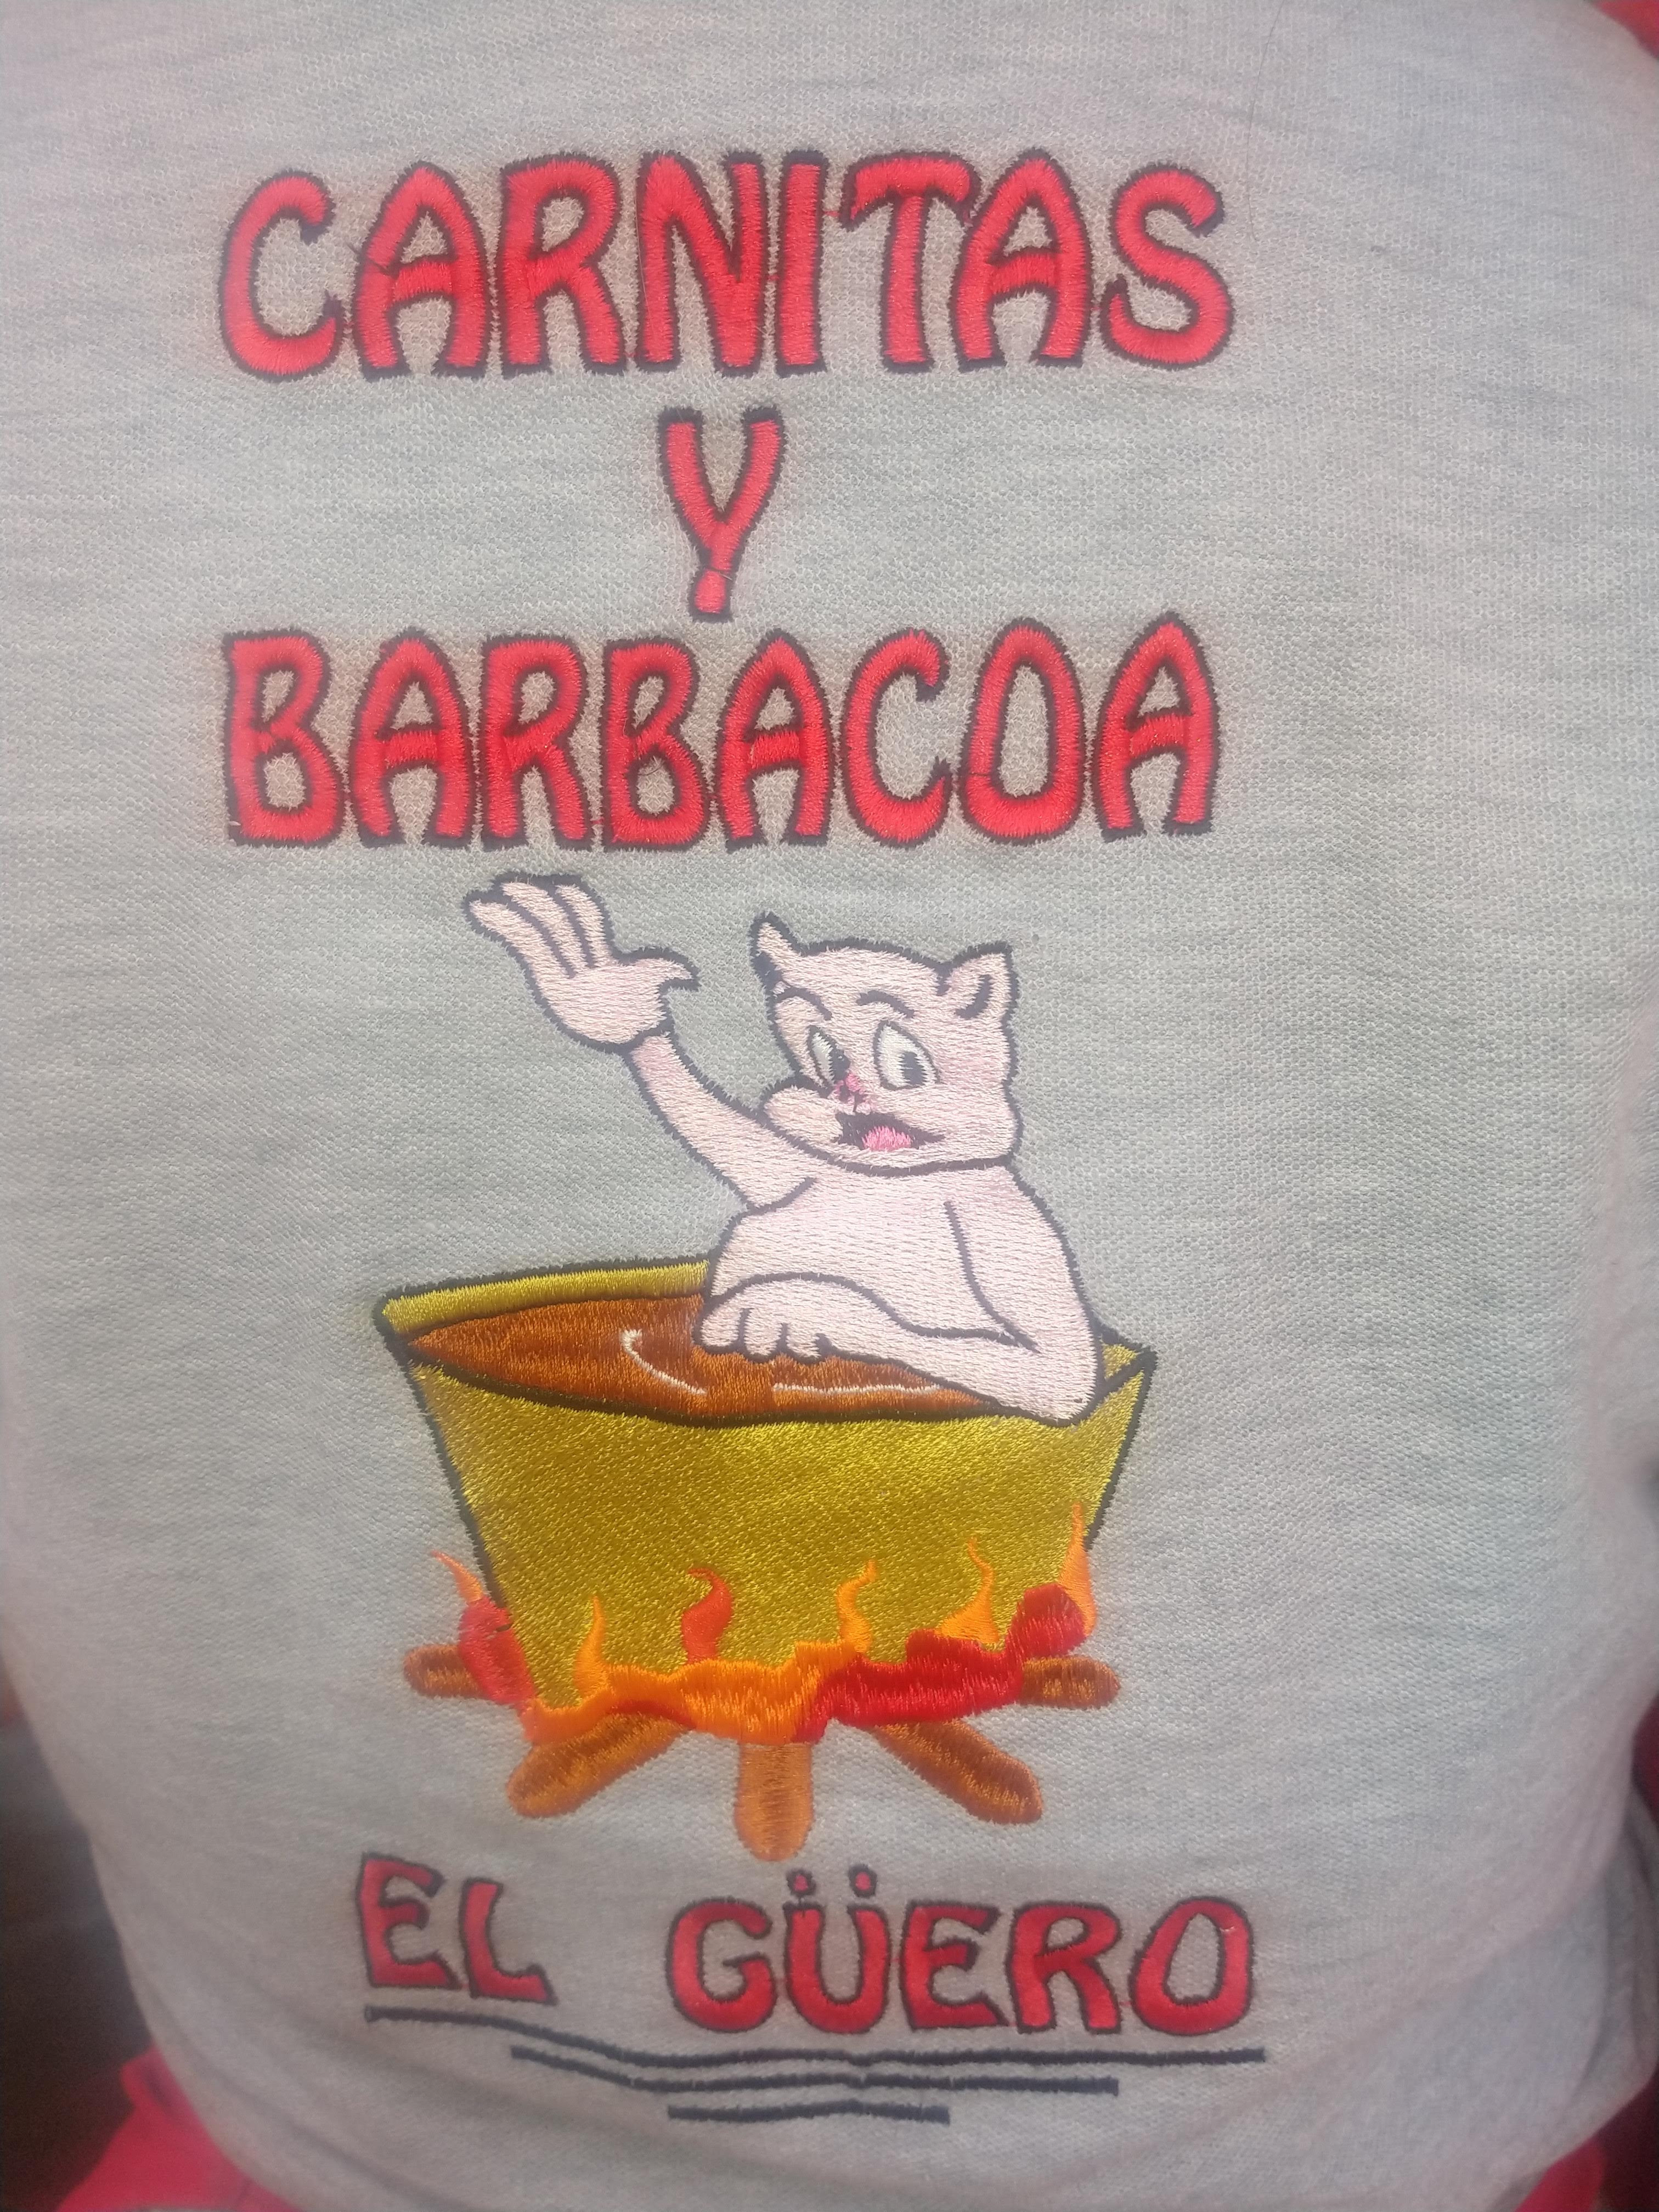 CARNITAS
Y
BARBACOA
EL GÜERO